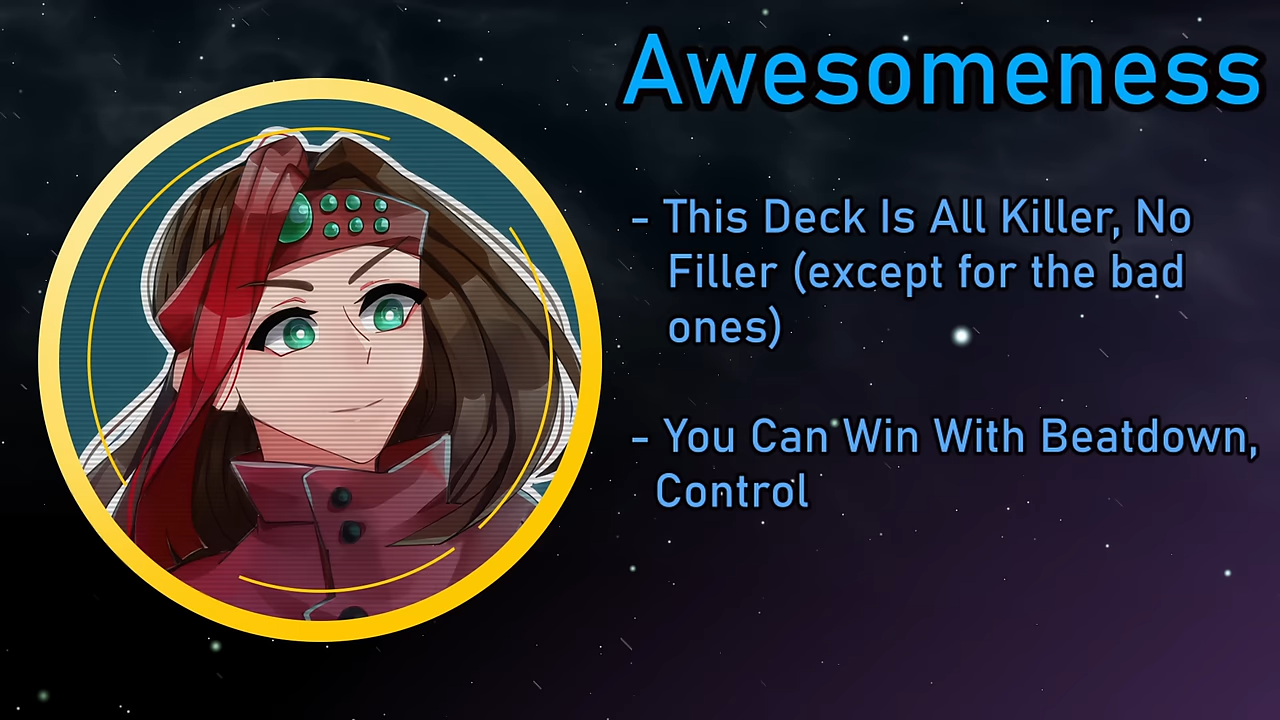 Awesomeness
- This Deck Is All Killer, No
Filler (except for the bad
ones)
- You Can Win With Beatdown,
Control